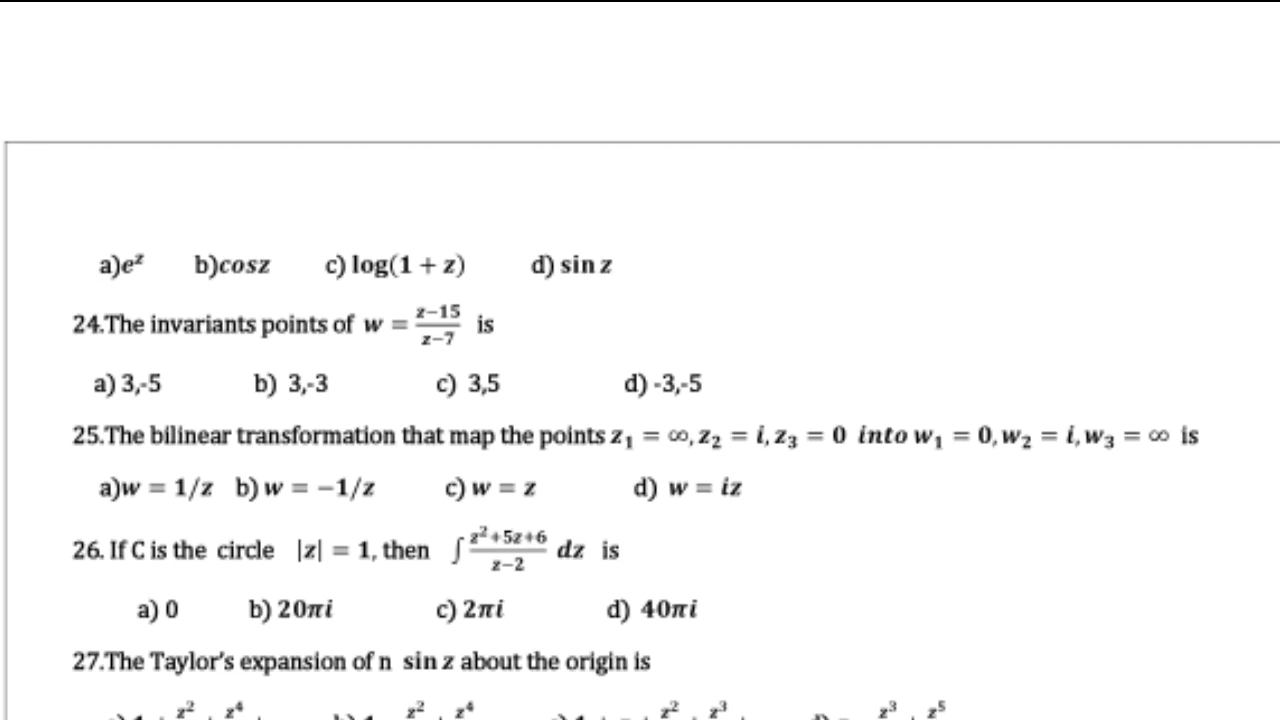 a)eᶻ b)cosz c) log(1 + z) d) sin z
24.The invariants points of w = (z−15)/(z−7) is
a) 3,-5 b) 3,-3 c) 3,5 d) -3,-5
25.The bilinear transformation that map the points z₁ = ∞, z₂ = i, z₃ = 0 into w₁ = 0, w₂ = i, w₃ = ∞ is
a)w = 1/z b) w = −1/z c) w = z d) w = iz
26. If C is the circle |z| = 1, then ∫ (z²+5z+6)/(z−2) dz is
a) 0 b) 20πi c) 2πi d) 40πi
27.The Taylor's expansion of n sin z about the origin is